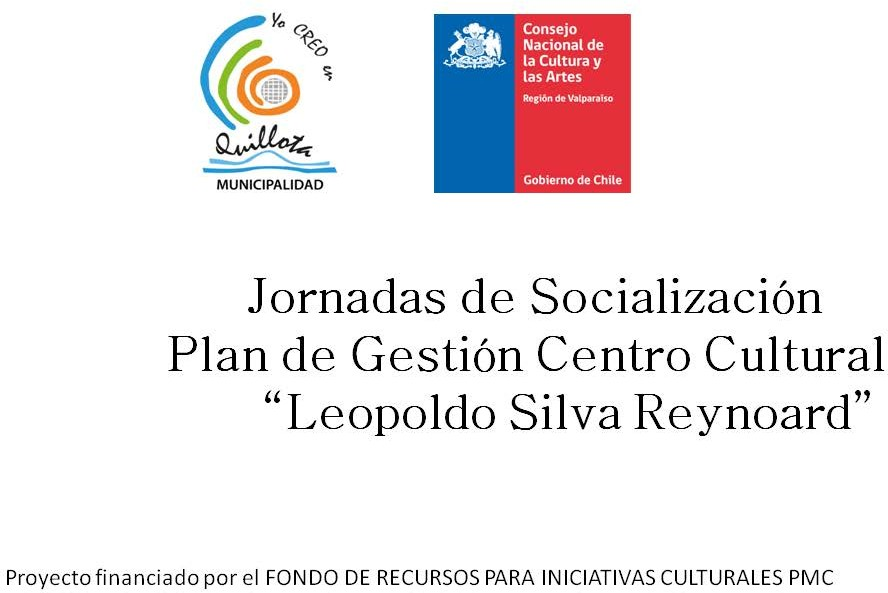 Yo CREO en
Quillota
MUNICIPALIDAD
Consejo
Nacional de
la Cultura y
las Artes
Región de Valparaíso
Gobierno de Chile
Jornadas de Socialización
Plan de Gestión Centro Cultural
“Leopoldo Silva Reynoard”
Proyecto financiado por el FONDO DE RECURSOS PARA INICIATIVAS CULTURALES PMC